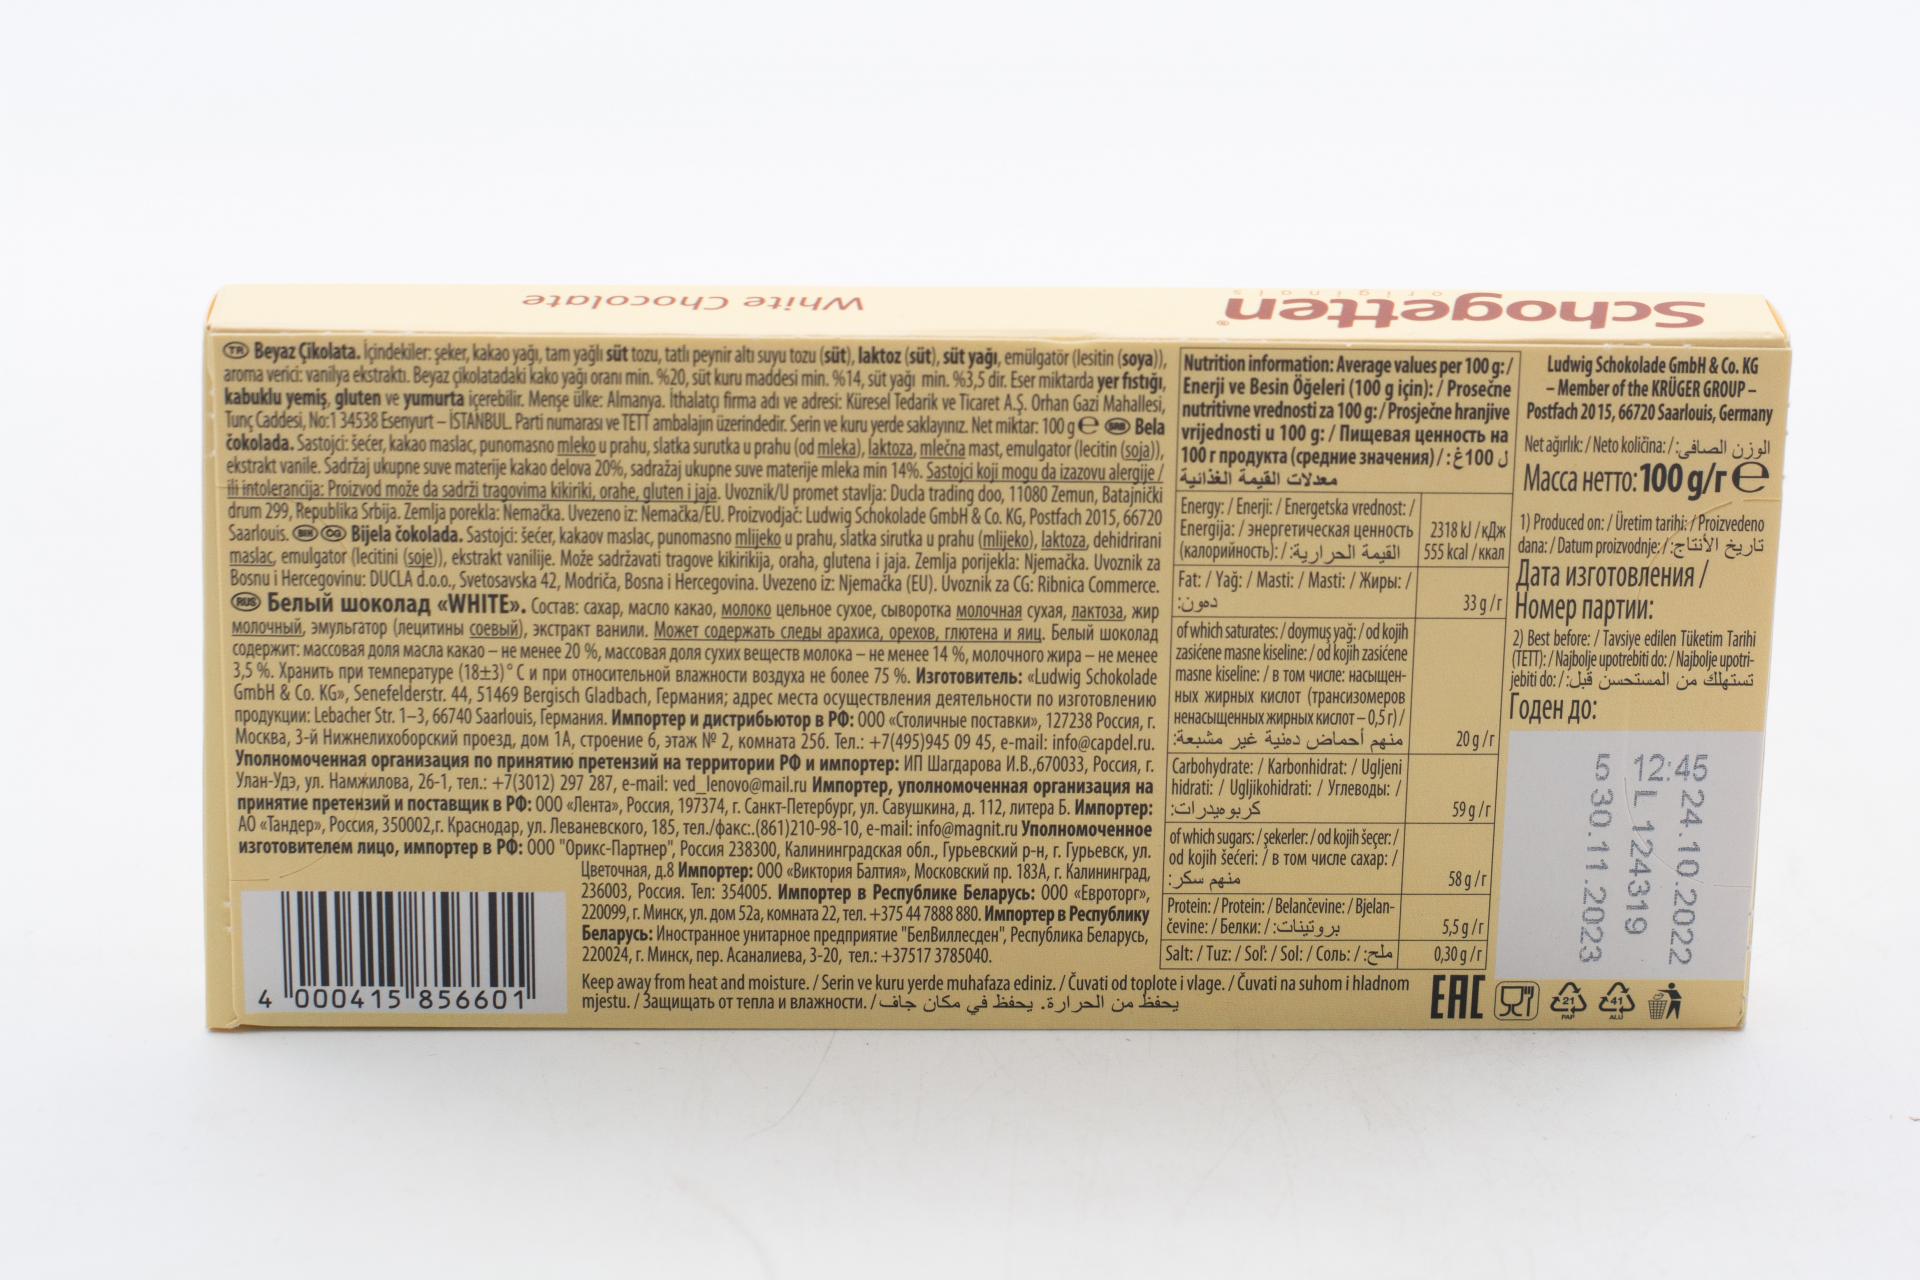 Schogetten®
originals
White Chocolate
TR Beyaz Çikolata. İçindekiler: şeker, kakao yağı, tam yağlı süt tozu, tatlı peynir altı suyu tozu (süt), laktoz (süt), süt yağı, emülgatör (lesitin (soya)),
aroma verici: vanilya ekstraktı. Beyaz çikolatadaki kako yağı oranı min. %20, süt kuru maddesi min. %14, süt yağı min. %3,5 dir. Eser miktarda yer fıstığı,
kabuklu yemiş, gluten ve yumurta içerebilir. Menşe ülke: Almanya. İthalatçı firma adı ve adresi: Küresel Tedarik ve Ticaret A.Ş. Orhan Gazi Mahallesi,
Tunç Caddesi, No:1 34538 Esenyurt – İSTANBUL. Parti numarası ve TETT ambalajın üzerindedir. Serin ve kuru yerde saklayınız. Net miktar: 100 g ℮ SRB Bela
čokolada. Sastojci: šećer, kakao maslac, punomasno mleko u prahu, slatka surutka u prahu (od mleka), laktoza, mlečna mast, emulgator (lecitin (soja)),
ekstrakt vanile. Sadržaj ukupne suve materije kakao delova 20%, sadražaj ukupne suve materije mleka min 14%. Sastojci koji mogu da izazovu alergije /
ili intolerancija: Proizvod može da sadrži tragovima kikiriki, orahe, gluten i jaja. Uvoznik/U promet stavlja: Ducla trading doo, 11080 Zemun, Batajnički
drum 299, Republika Srbija. Zemlja porekla: Nemačka. Uvezeno iz: Nemačka/EU. Proizvodjač: Ludwig Schokolade GmbH & Co. KG, Postfach 2015, 66720
Saarlouis. BIH CG Bijela čokolada. Sastojci: šećer, kakaov maslac, punomasno mlijeko u prahu, slatka sirutka u prahu (mlijeko), laktoza, dehidrirani
maslac, emulgator (lecitini (soje)), ekstrakt vanilije. Može sadržavati tragove kikirikija, oraha, glutena i jaja. Zemlja porijekla: Njemačka. Uvoznik za
Bosnu i Hercegovinu: DUCLA d.o.o., Svetosavska 42, Modriča, Bosna i Hercegovina. Uvezeno iz: Njemačka (EU). Uvoznik za CG: Ribnica Commerce.
RUS Белый шоколад «WHITE». Состав: сахар, масло какао, молоко цельное сухое, сыворотка молочная сухая, лактоза, жир
молочный, эмульгатор (лецитины соевый), экстракт ванили. Может содержать следы арахиса, орехов, глютена и яиц. Белый шоколад
содержит: массовая доля масла какао – не менее 20 %, массовая доля сухих веществ молока – не менее 14 %, молочного жира – не менее
3,5 %. Хранить при температуре (18±3)° С и при относительной влажности воздуха не более 75 %. Изготовитель: «Ludwig Schokolade
GmbH & Co. KG», Senefelderstr. 44, 51469 Bergisch Gladbach, Германия; адрес места осуществления деятельности по изготовлению
продукции: Lebacher Str. 1–3, 66740 Saarlouis, Германия. Импортер и дистрибьютор в РФ: ООО «Столичные поставки», 127238 Россия, г.
Москва, 3-й Нижнелихоборский проезд, дом 1А, строение 6, этаж № 2, комната 256. Тел.: +7(495)945 09 45, e-mail: info@capdel.ru.
Уполномоченная организация по принятию претензий на территории РФ и импортер: ИП Шагдарова И.В.,670033, Россия, г.
Улан-Удэ, ул. Намжилова, 26-1, тел.: +7(3012) 297 287, e-mail: ved_lenovo@mail.ru Импортер, уполномоченная организация на
принятие претензий и поставщик в РФ: ООО «Лента», Россия, 197374, г. Санкт-Петербург, ул. Савушкина, д. 112, литера Б. Импортер:
АО «Тандер», Россия, 350002,г. Краснодар, ул. Леваневского, 185, тел./факс:.(861)210-98-10, e-mail: info@magnit.ru Уполномоченное
изготовителем лицо, импортер в РФ: ООО "Орикс-Партнер", Россия 238300, Калининградская обл., Гурьевский р-н, г. Гурьевск, ул.
Цветочная, д.8 Импортер: ООО «Виктория Балтия», Московский пр. 183А, г. Калининград,
236003, Россия. Тел: 354005. Импортер в Республике Беларусь: ООО «Евроторг»,
220099, г. Минск, ул. дом 52а, комната 22, тел. +375 44 7888 880. Импортер в Республику
Беларусь: Иностранное унитарное предприятие "БелВиллесден", Республика Беларусь,
220024, г. Минск, пер. Асаналиева, 3-20, тел.: +37517 3785040.
Keep away from heat and moisture. / Serin ve kuru yerde muhafaza ediniz. / Čuvati od toplote i vlage. / Čuvati na suhom i hladnom
mjestu. / Защищать от тепла и влажности. / يحفظ من الحرارة. يحفظ في مكان جاف
4 000415 856601
Nutrition information: Average values per 100 g: /
Enerji ve Besin Öğeleri (100 g için): / Prosečne
nutritivne vrednosti za 100 g: / Prosječne hranjive
vrijednosti u 100 g: / Пищевая ценность на
100 г продукта (средние значения) / :ل 100غ
معدلات القيمة الغذائية
Energy: / Enerji: / Energetska vrednost: /
Energija: / энергетическая ценность 2318 kJ / кДж
(калорийность): / :القيمة الحرارية 555 kcal / ккал
Fat: / Yağ: / Masti: / Masti: / Жиры: /
:دهون 33 g / г
of which saturates: / doymuş yağ: / od kojih
zasićene masne kiseline: / od kojih zasićene
masne kiseline: / в том числе: насыщен-
ных жирных кислот (трансизомеров
ненасыщенных жирных кислот – 0,5 г) /
:منهم أحماض دهنية غير مشبعة 20 g / г
Carbohydrate: / Karbonhidrat: / Ugljeni
hidrati: / Ugljikohidrati: / Углеводы: /
:كربوهيدرات 59 g / г
of which sugars: / şekerler: / od kojih šeçer: /
od kojih šećeri: / в том числе сахар: /
:منهم سكر 58 g / г
Protein: / Protein: / Belančevine: / Bjelan-
čevine: / Белки: / :بروتينات 5,5 g / г
Salt: / Tuz: / Sol': / Sol: / Соль: / :ملح 0,30 g / г
Ludwig Schokolade GmbH & Co. KG
– Member of the KRÜGER GROUP –
Postfach 2015, 66720 Saarlouis, Germany
Net ağırlık: / Neto količina: / :الوزن الصافي
Масса нетто: 100 g/г ℮
1) Produced on: / Üretim tarihi: / Proizvedeno
dana: / Datum proizvodnje: / :تاريخ الأنتاج
Дата изготовления /
Номер партии:
2) Best before: / Tavsiye edilen Tüketim Tarihi
(TETT): / Najbolje upotrebiti do: / Najbolje upotri-
jebiti do: / :تستهلك من المستحسن قبل
Годен до:
12:45
24.10.2022
L 124319
5 30.11.2023
EAC
21
PAP
41
ALU